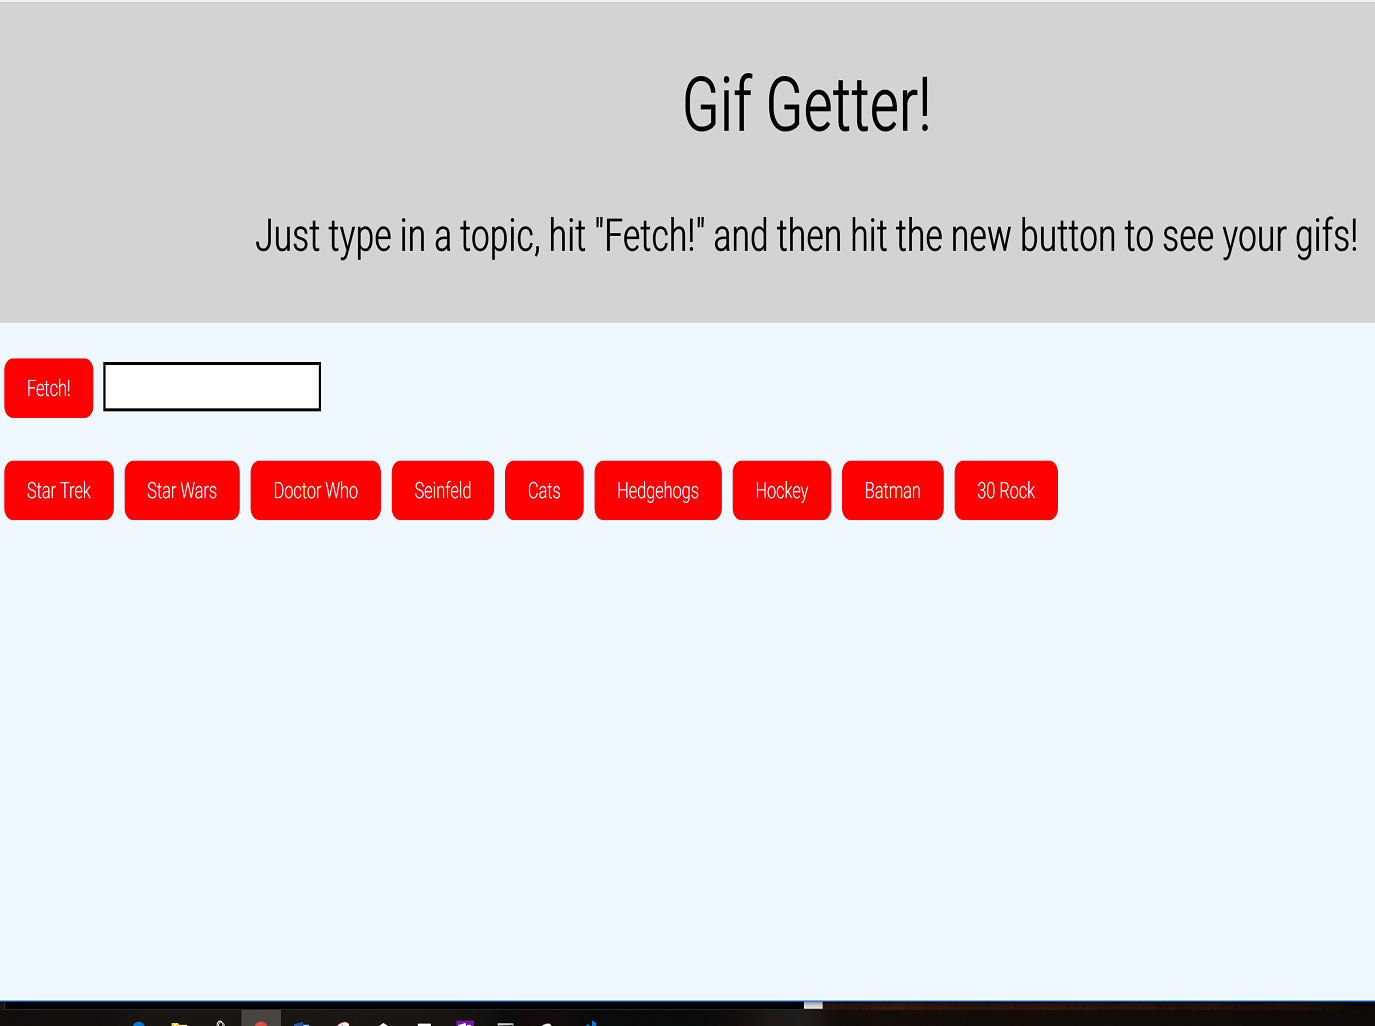 Gif Getter!
Just type in a topic, hit "Fetch!" and then hit the new button to see your gifs!
Fetch!
Star Trek Star Wars Doctor Who Seinfeld Cats Hedgehogs Hockey Batman 30 Rock